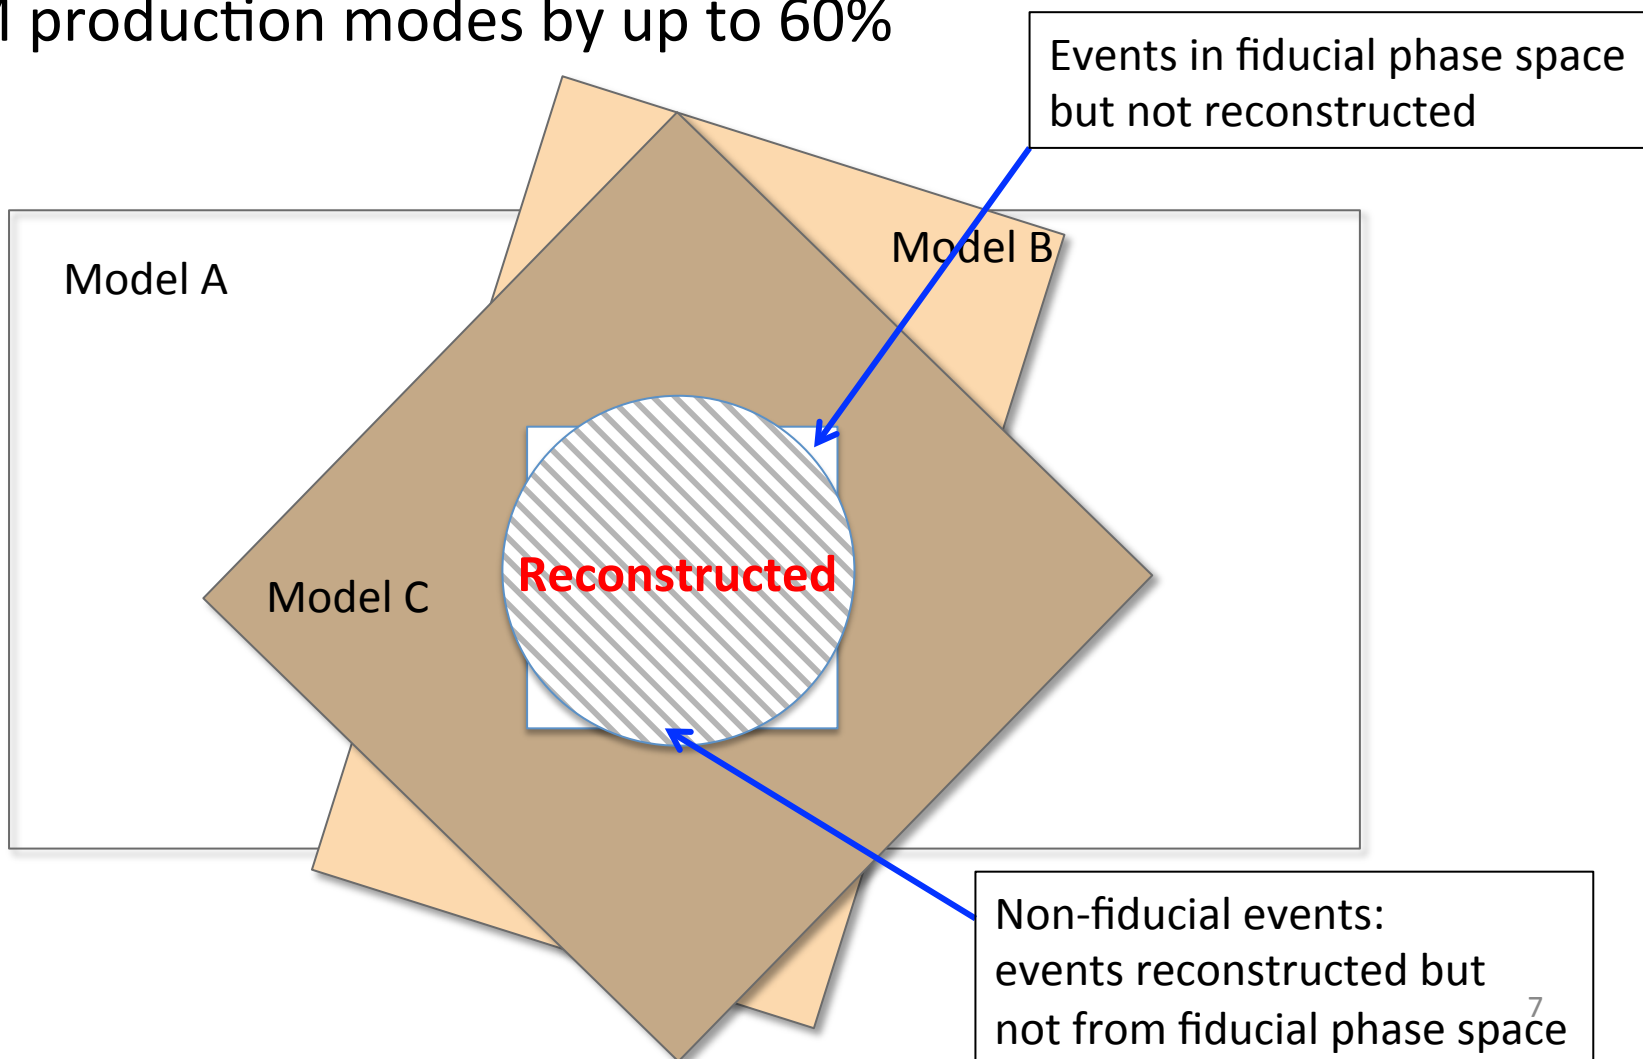 production modes by up to 60%
Events in fiducial phase space
but not reconstructed
Model A
Model B
Reconstructed
Model C
Non-fiducial events:
events reconstructed but
not from fiducial phase space
7